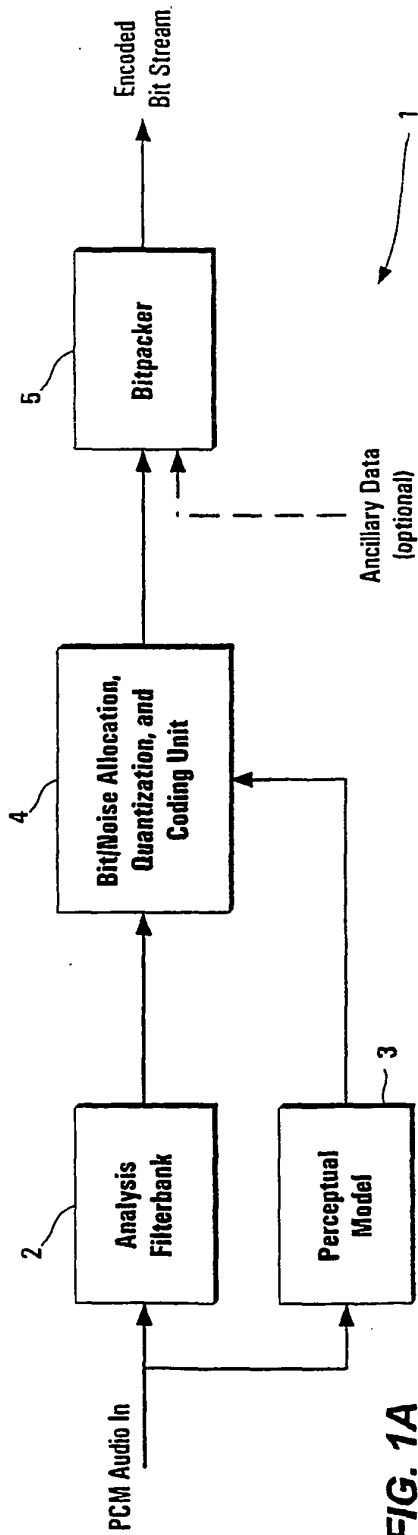 PCM Audio In
2
Analysis
Filterbank
Perceptual
Model
3
4
Bit/Noise Allocation,
Quantization, and
Coding Unit
5
Bitpacker
Ancillary Data
(optional)
Encoded
Bit Stream
1
FIG. 1A